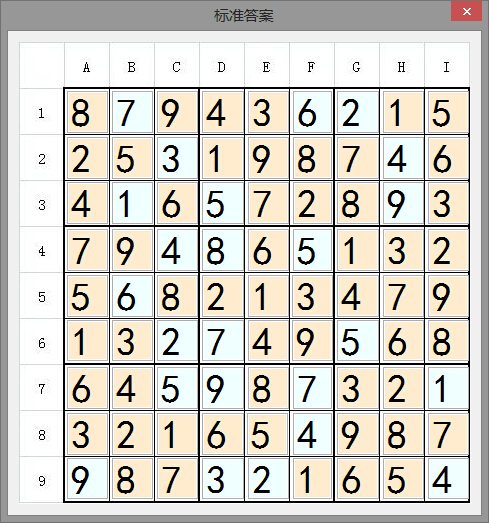 标准答案
A B C D E F G H I
1 8 7 9 4 3 6 2 1 5
2 2 5 3 1 9 8 7 4 6
3 4 1 6 5 7 2 8 9 3
4 7 9 4 8 6 5 1 3 2
5 5 6 8 2 1 3 4 7 9
6 1 3 2 7 4 9 5 6 8
7 6 4 5 9 8 7 3 2 1
8 3 2 1 6 5 4 9 8 7
9 9 8 7 3 2 1 6 5 4